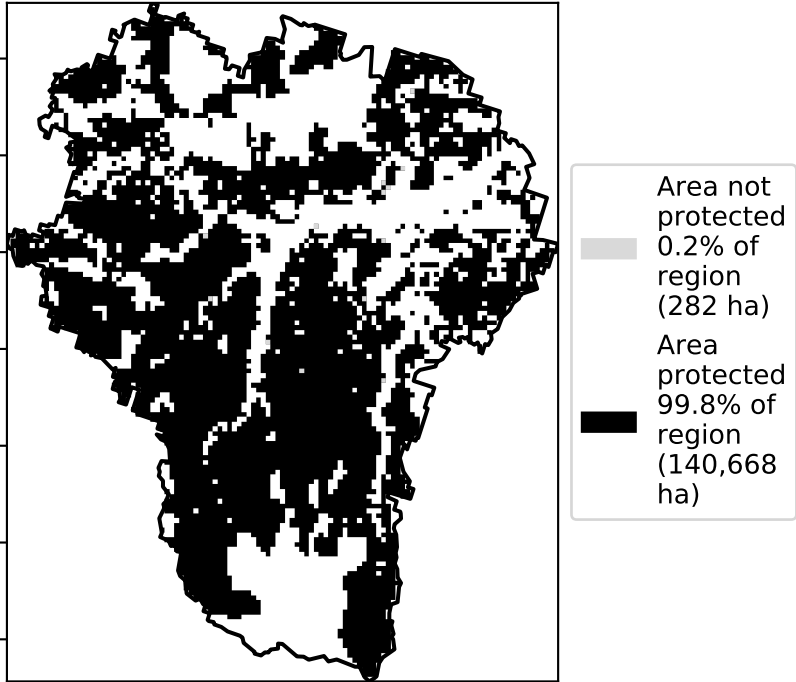 Area not
protected
0.2% of
region
(282 ha)
Area
protected
99.8% of
region
(140,668
ha)